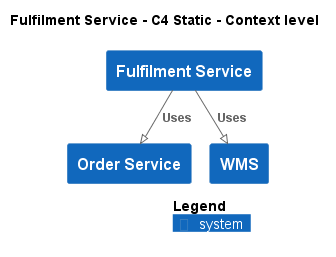 Fulfilment Service - C4 Static - Context level
Fulfilment Service
Uses
Uses
Order Service
WMS
Legend
system